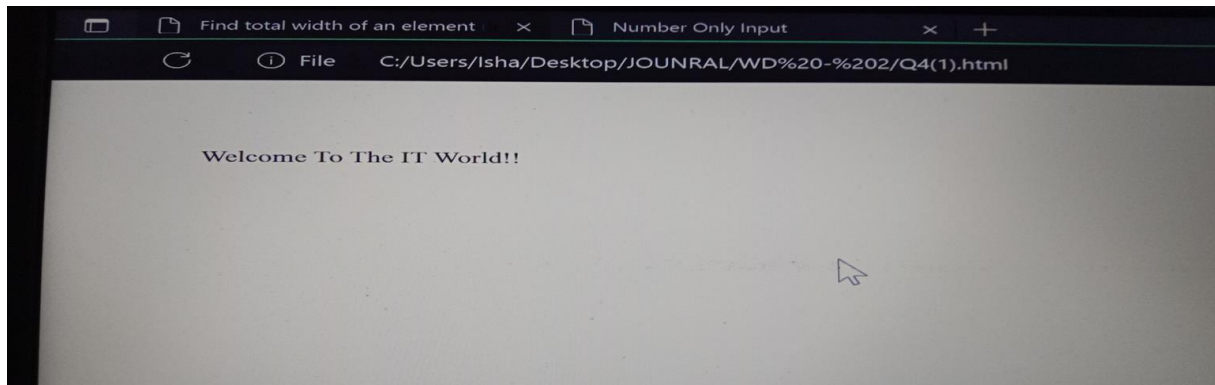 Find total width of an element
Number Only Input
File C:/Users/Isha/Desktop/JOUNRAL/WD%20-%202/Q4(1).html
Welcome To The IT World!!